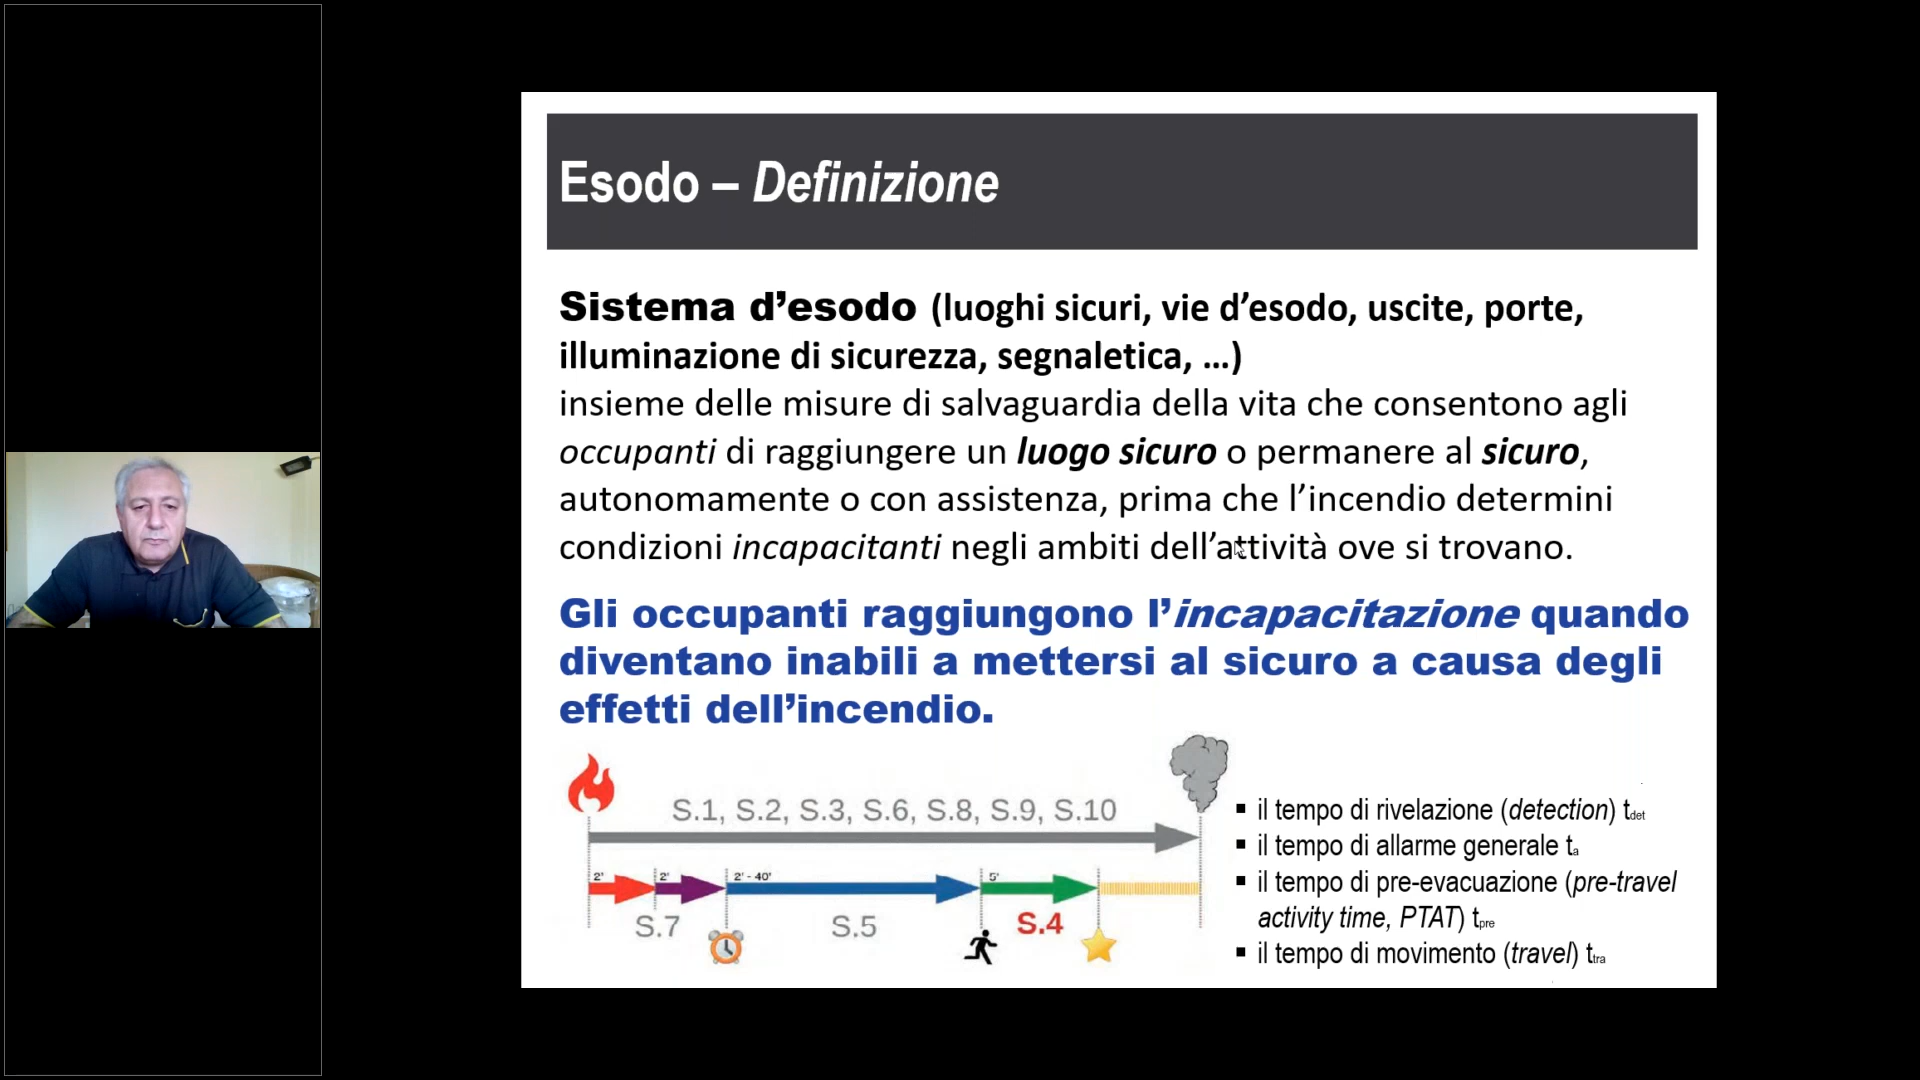 Esodo – Definizione
Sistema d’esodo (luoghi sicuri, vie d’esodo, uscite, porte,
illuminazione di sicurezza, segnaletica, ...)
insieme delle misure di salvaguardia della vita che consentono agli
occupanti di raggiungere un luogo sicuro o permanere al sicuro,
autonomamente o con assistenza, prima che l’incendio determini
condizioni incapacitanti negli ambiti dell’attività ove si trovano.
Gli occupanti raggiungono l’incapacitazione quando
diventano inabili a mettersi al sicuro a causa degli
effetti dell’incendio.
S.1, S.2, S.3, S.6, S.8, S.9, S.10
2' 2' 2' - 40' 5'
S.7 S.5 S.4
▪ il tempo di rivelazione (detection) tdet
▪ il tempo di allarme generale ta
▪ il tempo di pre-evacuazione (pre-travel
activity time, PTAT) tpre
▪ il tempo di movimento (travel) ttra